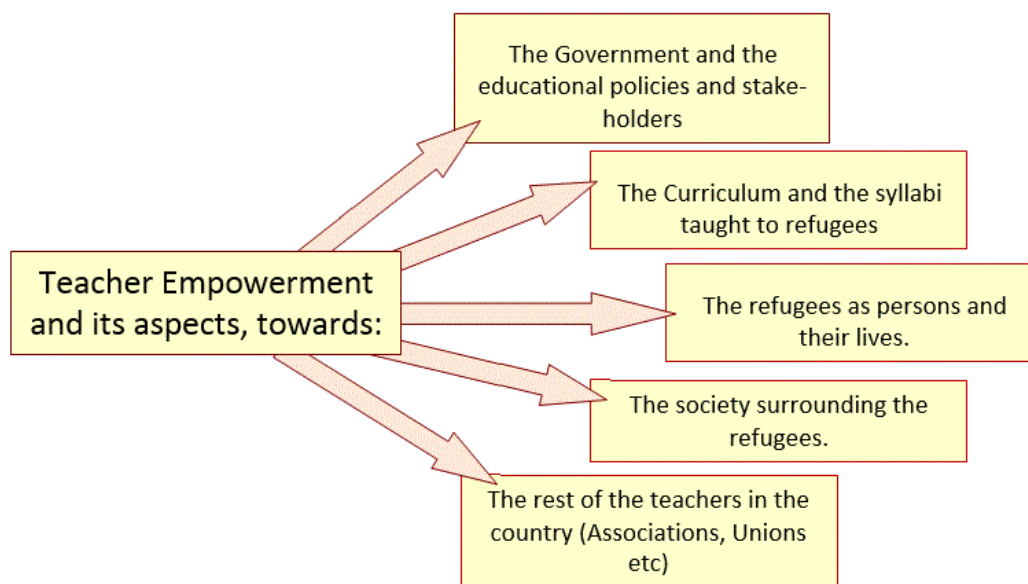 The Government and the
educational policies and stake-
holders
The Curriculum and the syllabi
taught to refugees
Teacher Empowerment
and its aspects, towards:
The refugees as persons and
their lives.
The society surrounding the
refugees.
The rest of the teachers in the
country (Associations, Unions
etc)